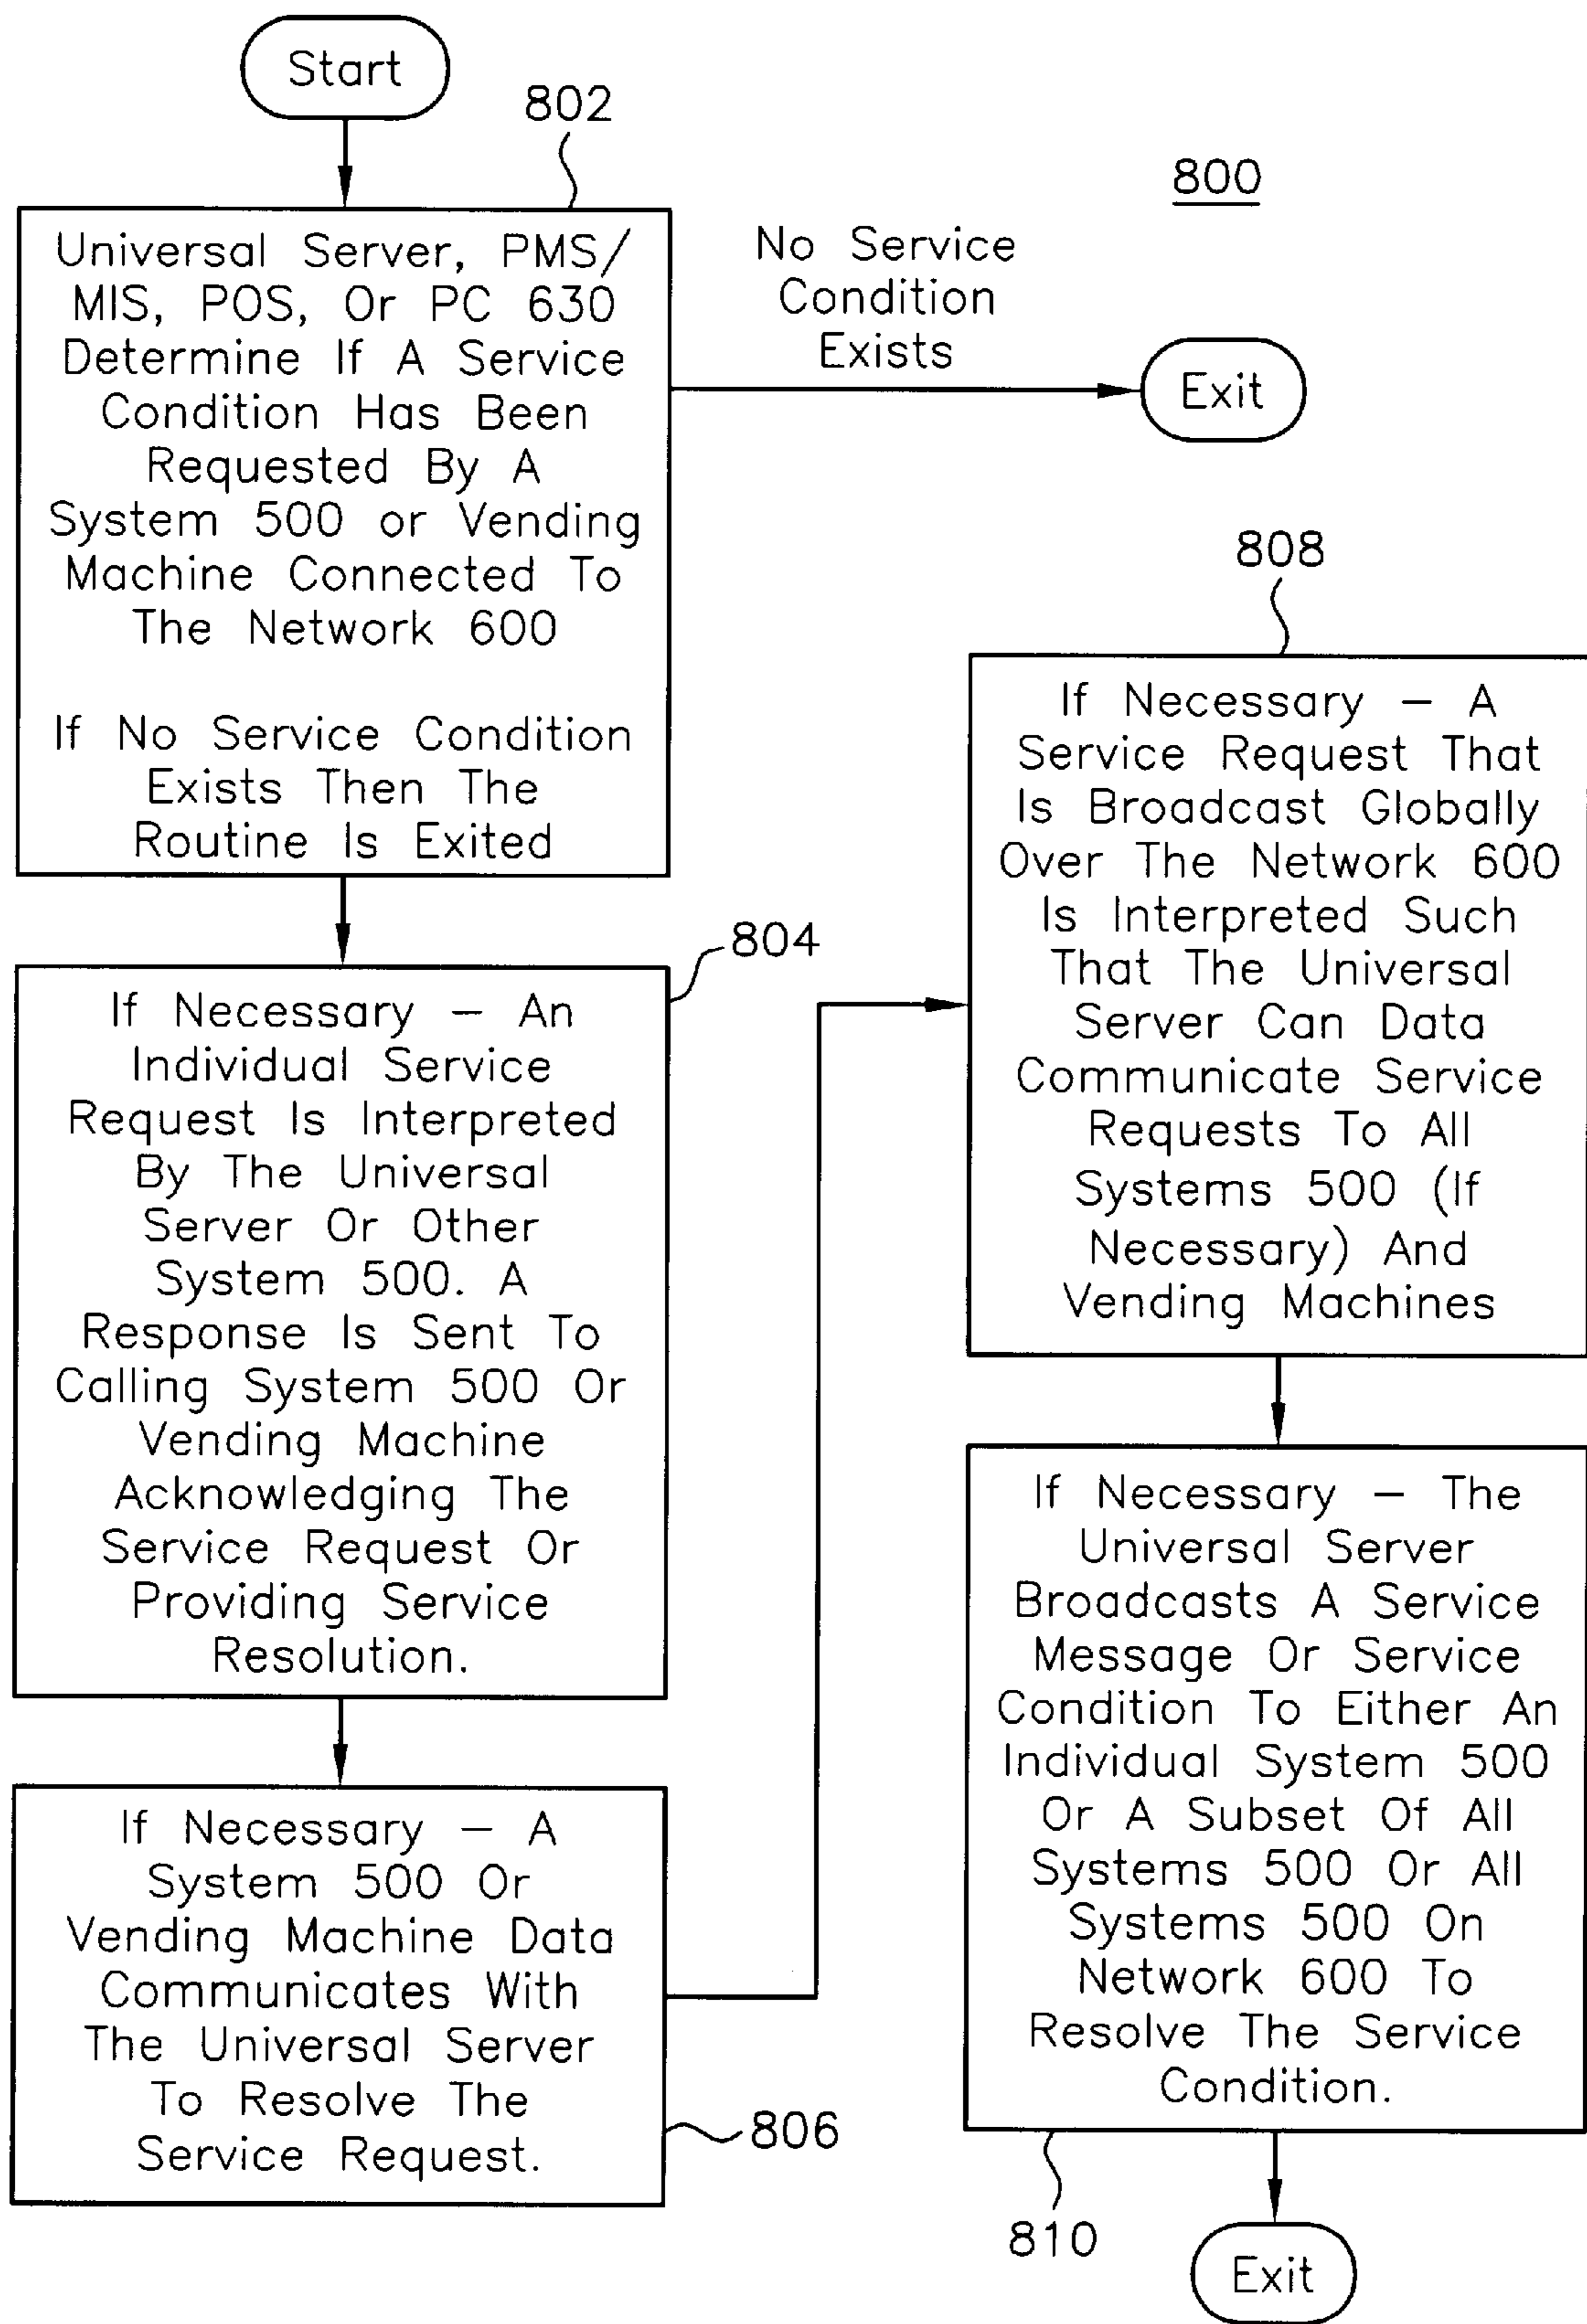 Start
802
800
Universal Server, PMS/
MIS, POS, Or PC 630
Determine If A Service
Condition Has Been
Requested By A
System 500 or Vending
Machine Connected To
The Network 600
If No Service Condition
Exists Then The
Routine Is Exited
No Service
Condition
Exists
Exit
804
If Necessary – An
Individual Service
Request Is Interpreted
By The Universal
Server Or Other
System 500. A
Response Is Sent To
Calling System 500 Or
Vending Machine
Acknowledging The
Service Request Or
Providing Service
Resolution.
If Necessary – A
System 500 Or
Vending Machine Data
Communicates With
The Universal Server
To Resolve The
Service Request.
806
808
If Necessary – A
Service Request That
Is Broadcast Globally
Over The Network 600
Is Interpreted Such
That The Universal
Server Can Data
Communicate Service
Requests To All
Systems 500 (If
Necessary) And
Vending Machines
If Necessary – The
Universal Server
Broadcasts A Service
Message Or Service
Condition To Either An
Individual System 500
Or A Subset Of All
Systems 500 Or All
Systems 500 On
Network 600 To
Resolve The Service
Condition.
810
Exit